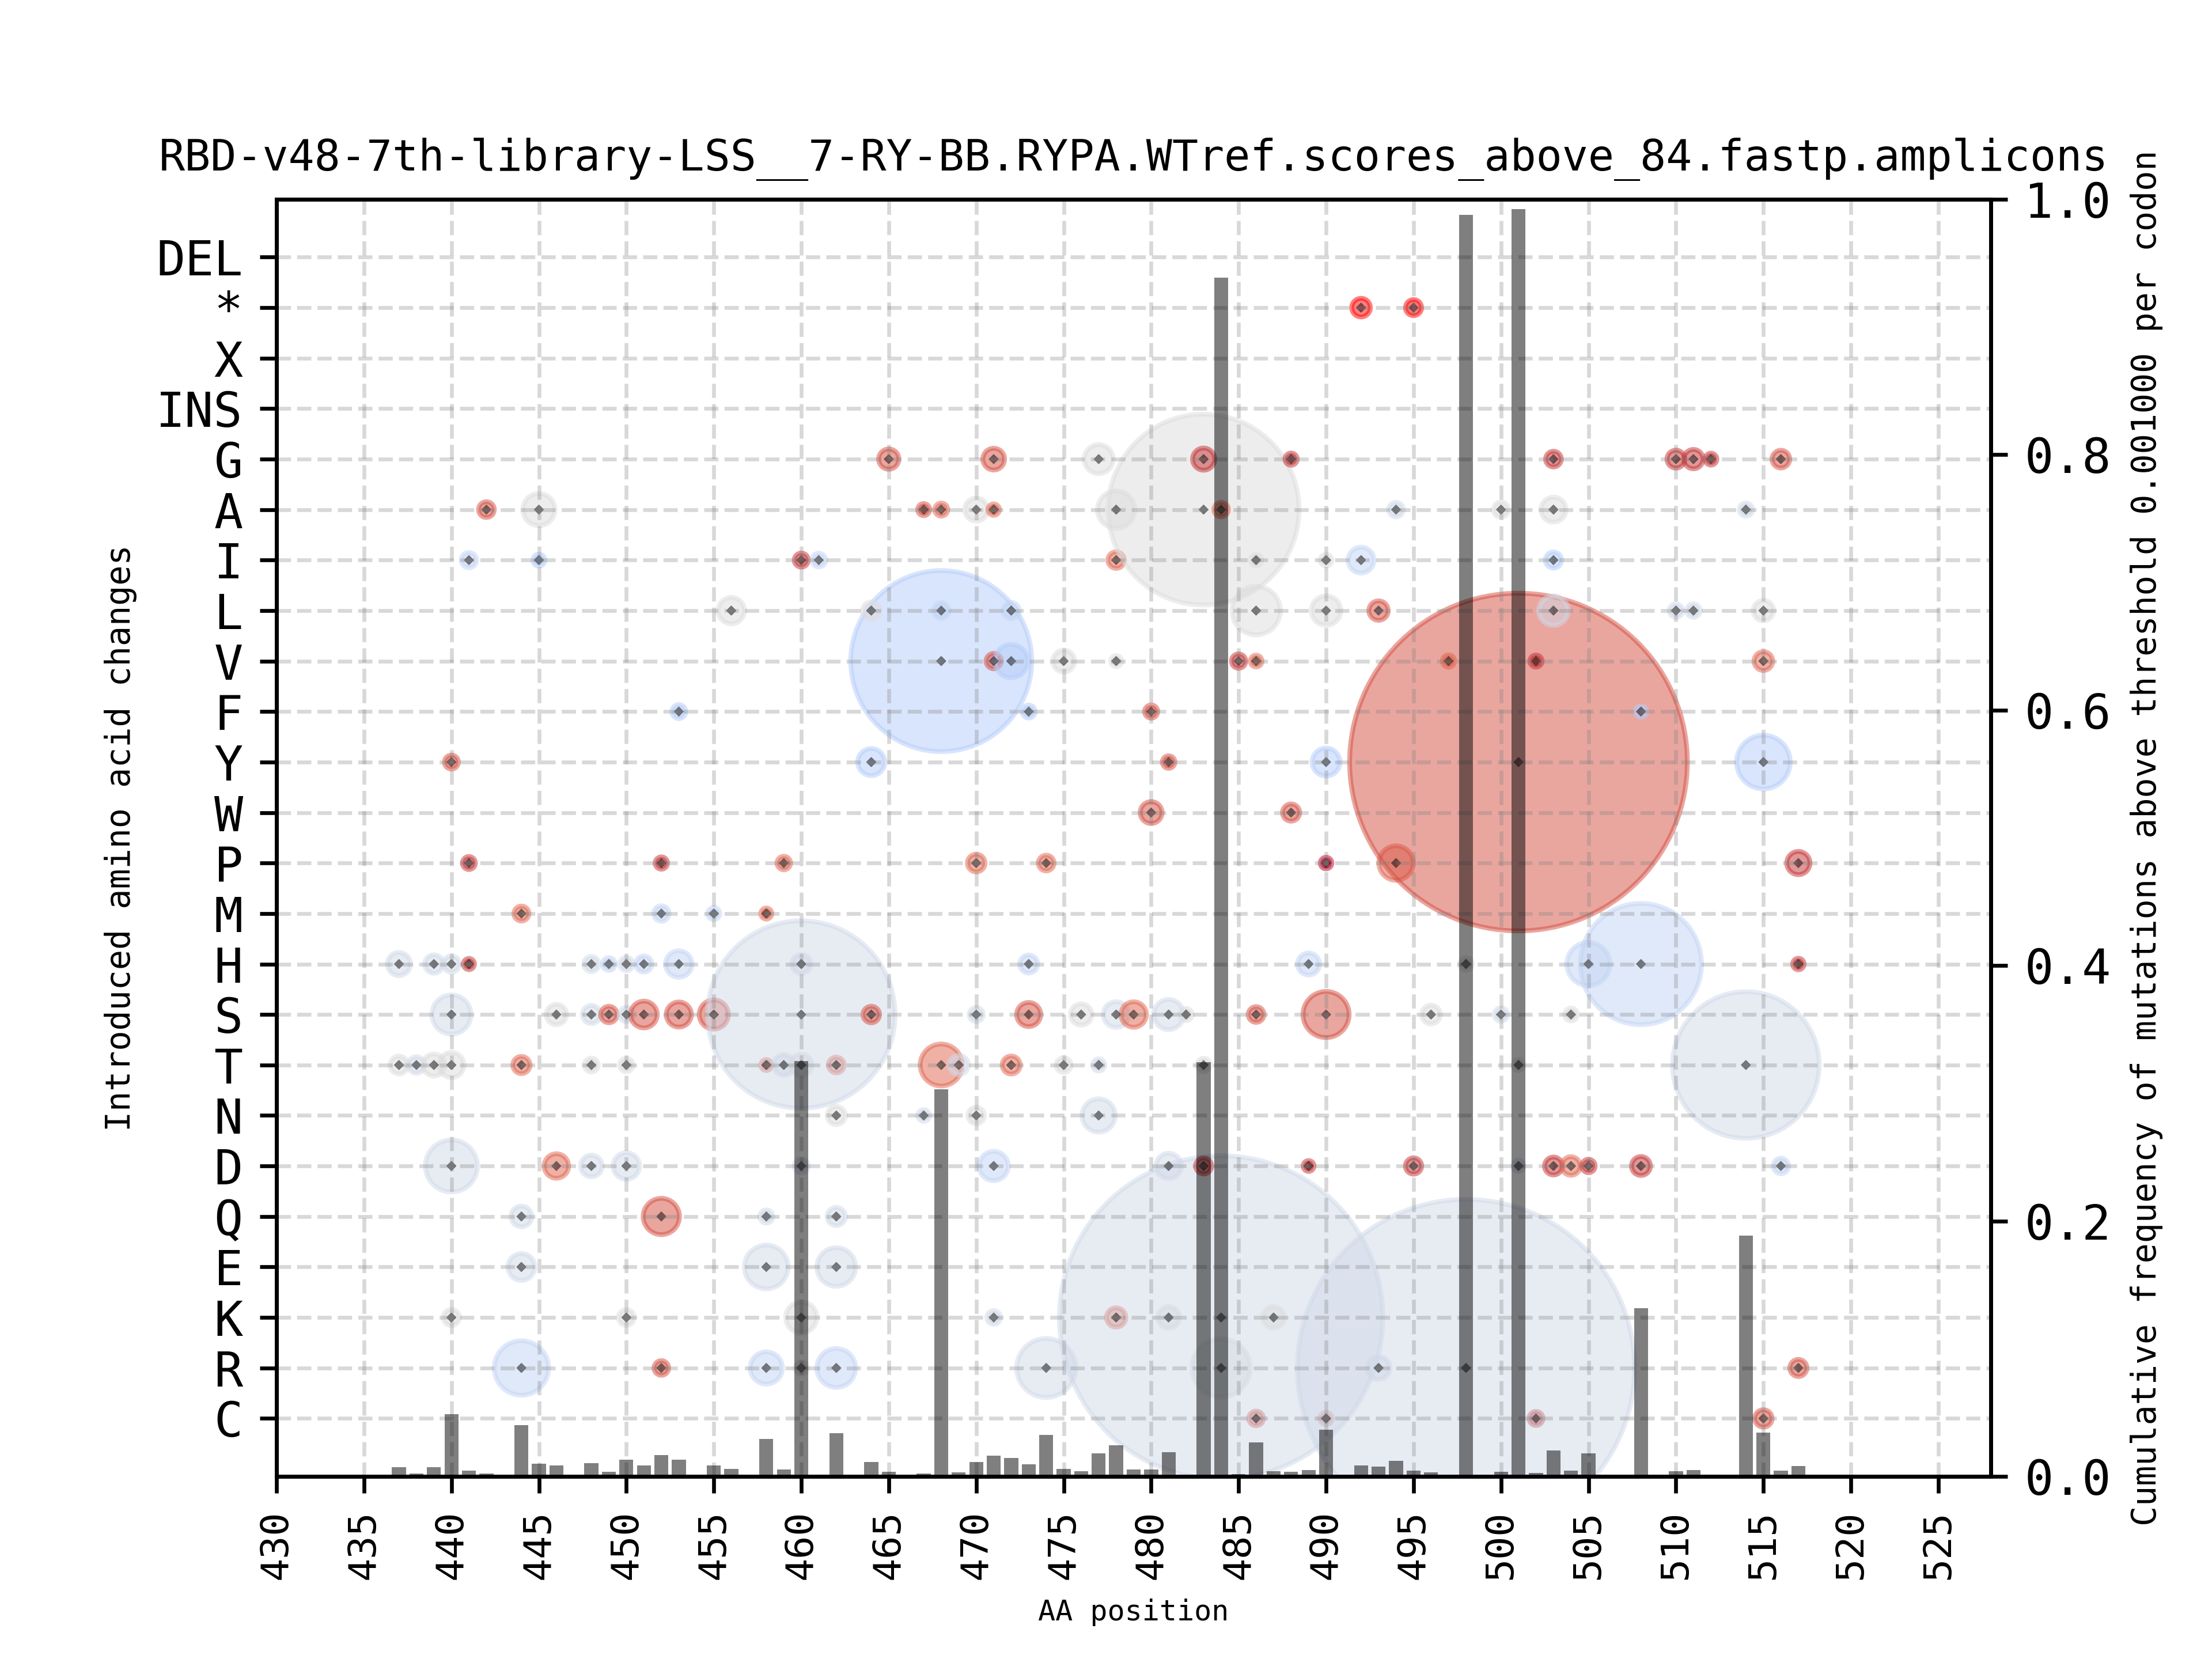 RBD-v48-7th-library-LSS__7-RY-BB.RYPA.WTref.scores_above_84.fastp.amplicons
Introduced amino acid changes
DEL
*
X
INS
G
A
I
L
V
F
Y
W
P
M
H
S
T
N
D
Q
E
K
R
C
1.0
0.8
0.6
0.4
0.2
0.0
Cumulative frequency of mutations above threshold 0.001000 per codon
430 435 440 445 450 455 460 465 470 475 480 485 490 495 500 505 510 515 520 525
AA position